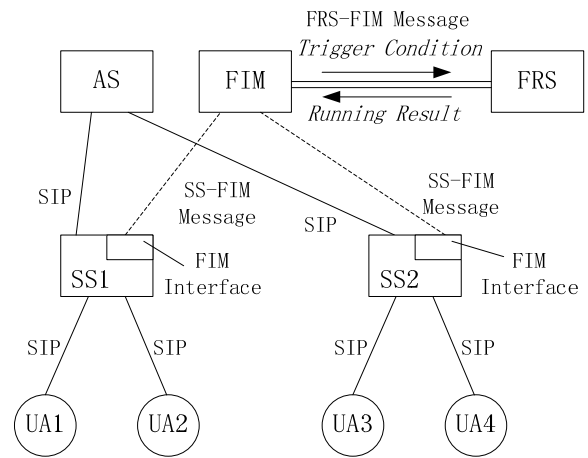 FRS-FIM Message
Trigger Condition
AS
FIM
FRS
Running Result
SIP
SS-FIM
Message
SIP
SS-FIM
Message
SS1
FIM
Interface
SS2
FIM
Interface
SIP
SIP
SIP
SIP
UA1
UA2
UA3
UA4